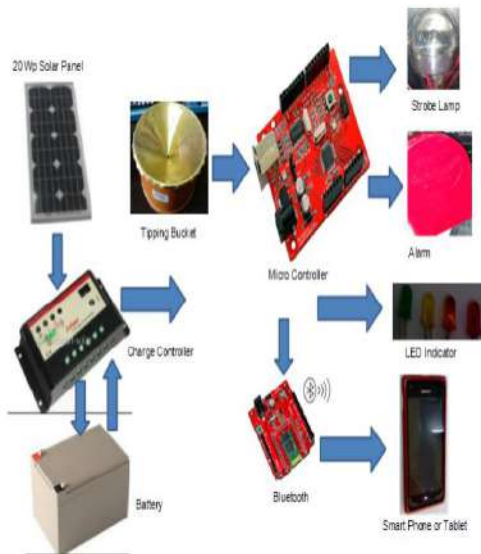 20 Wp Solar Panel
Strobe Lamp
Tipping Bucket
Micro Controller
Alarm
Charge Controller
LED Indicator
Battery
Bluetooth
Smart Phone or Tablet